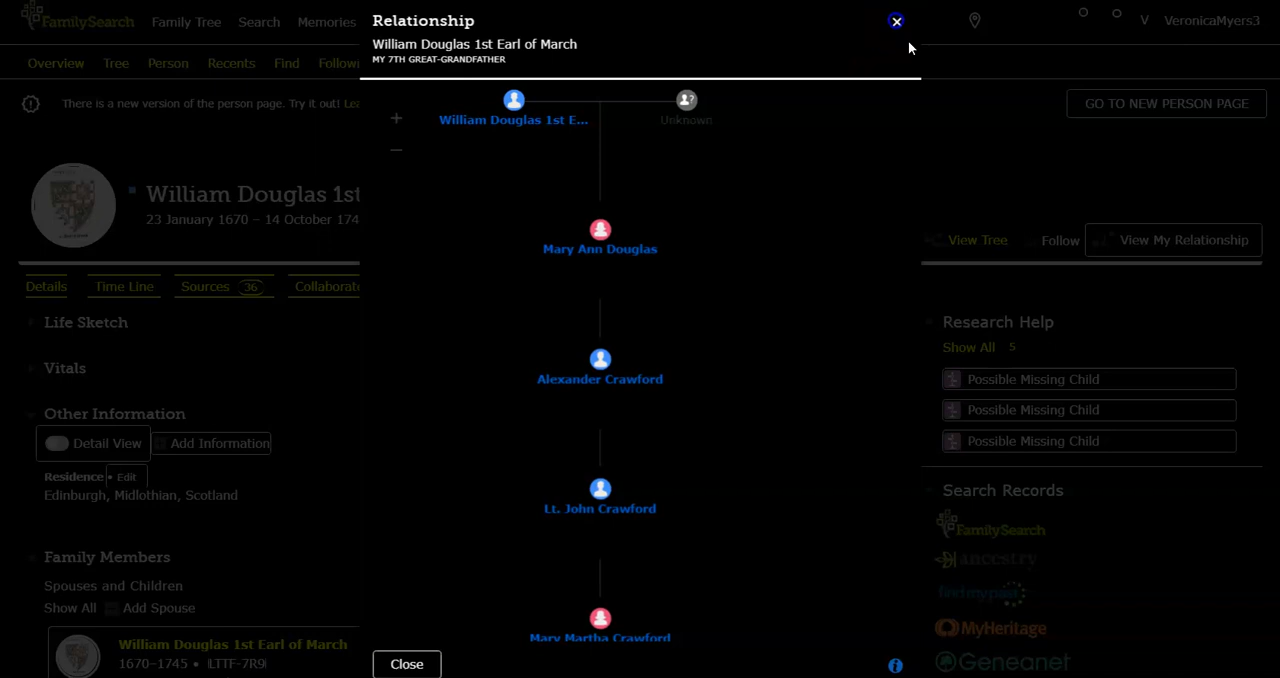 FamilySearch Family Tree Search Memories
V VeronicaMyers3
Overview Tree Person Recents Find Followi
There is a new version of the person page. Try it out! Lea
GO TO NEW PERSON PAGE
William Douglas 1st
23 January 1670 – 14 October 174
View Tree Follow View My Relationship
Details Time Line Sources 36 Collaborat
Life Sketch
Vitals
Other Information
Detail View Add Information
Residence • Edit
Edinburgh, Midlothian, Scotland
Family Members
Spouses and Children
Show All Add Spouse
William Douglas 1st Earl of March
1670–1745 • LTTF-7R9
Relationship
William Douglas 1st Earl of March
MY 7TH GREAT-GRANDFATHER
William Douglas 1st E...
Unknown
Mary Ann Douglas
Alexander Crawford
Lt. John Crawford
Mary Martha Crawford
Close
Research Help
Show All 5
Possible Missing Child
Possible Missing Child
Possible Missing Child
Search Records
FamilySearch
ancestry
findmypast
MyHeritage
Geneanet